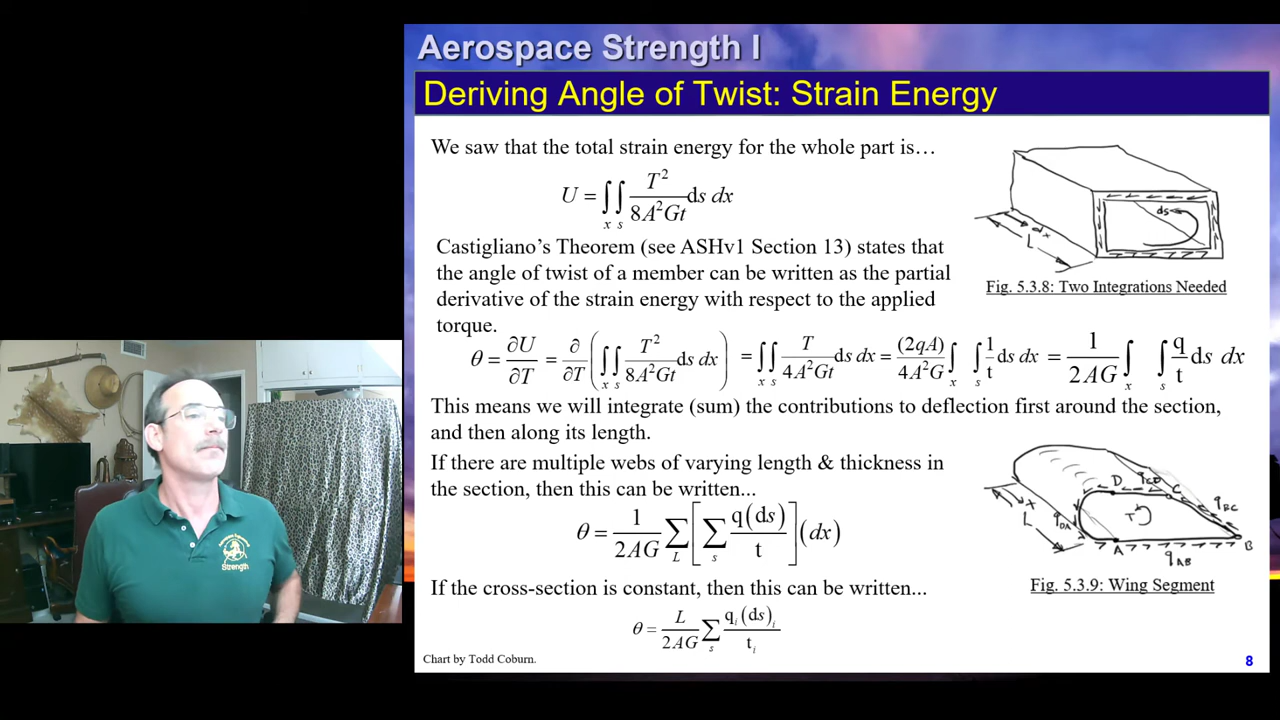 Aerospace Strength I
Deriving Angle of Twist: Strain Energy
We saw that the total strain energy for the whole part is…
U = ∫x ∫s T²/8A²Gt ds dx
ds
dx
L
Fig. 5.3.8: Two Integrations Needed
Castigliano's Theorem (see ASHv1 Section 13) states that
the angle of twist of a member can be written as the partial
derivative of the strain energy with respect to the applied
torque.
θ = ∂U/∂T = ∂/∂T (∫x ∫s T²/8A²Gt ds dx) = ∫x ∫s T/4A²Gt ds dx = (2qA)/4A²G ∫x ∫s 1/t ds dx = 1/2AG ∫x ∫s q/t ds dx
This means we will integrate (sum) the contributions to deflection first around the section,
and then along its length.
If there are multiple webs of varying length & thickness in
the section, then this can be written...
θ = 1/2AG ∑L [∑s q(ds)/t] (dx)
D qCD C
x qBC
L qDA T
A B
qAB
Fig. 5.3.9: Wing Segment
If the cross-section is constant, then this can be written...
θ = L/2AG ∑s qi(ds)i/ti
Chart by Todd Coburn.
8
Strength